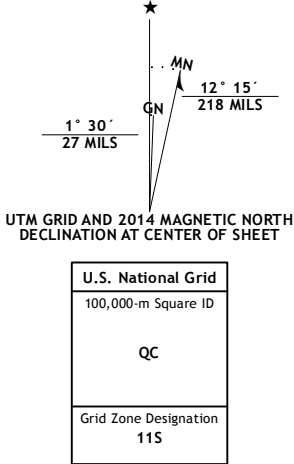 MN
GN
12° 15´
218 MILS
1° 30´
27 MILS
UTM GRID AND 2014 MAGNETIC NORTH
DECLINATION AT CENTER OF SHEET
U.S. National Grid
100,000-m Square ID
QC
Grid Zone Designation
11S